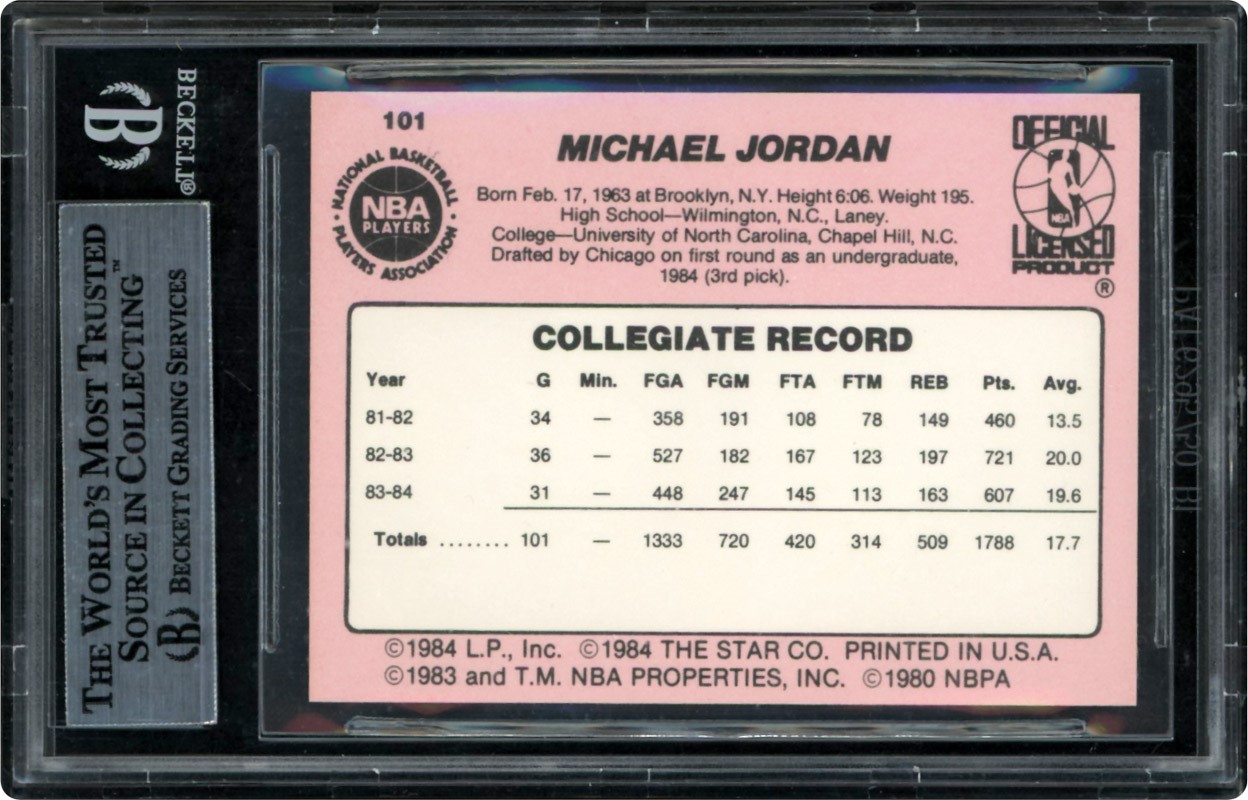 BECKETT®
THE WORLD'S MOST TRUSTED
SOURCE IN COLLECTING™
BECKETT GRADING SERVICES
101
NATIONAL BASKETBALL
NBA
PLAYERS
PLAYERS ASSOCIATION
MICHAEL JORDAN
Born Feb. 17, 1963 at Brooklyn, N.Y. Height 6:06. Weight 195.
High School—Wilmington, N.C., Laney.
College—University of North Carolina, Chapel Hill, N.C.
Drafted by Chicago on first round as an undergraduate,
1984 (3rd pick).
OFFICIAL
NBA
LICENSED
PRODUCT
®
COLLEGIATE RECORD
Year G Min. FGA FGM FTA FTM REB Pts. Avg.
81-82 34 — 358 191 108 78 149 460 13.5
82-83 36 — 527 182 167 123 197 721 20.0
83-84 31 — 448 247 145 113 163 607 19.6
Totals ........ 101 — 1333 720 420 314 509 1788 17.7
©1984 L.P., Inc. ©1984 THE STAR CO. PRINTED IN U.S.A.
©1983 and T.M. NBA PROPERTIES, INC. ©1980 NBPA